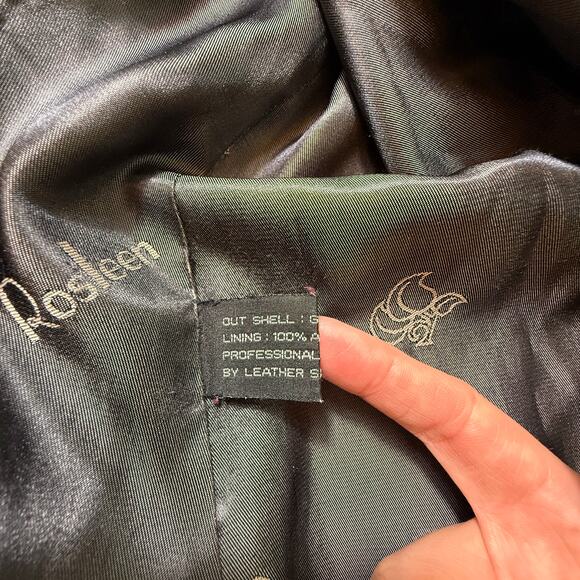 Rosleen
OUT SHELL : G
LINING : 100% A
PROFESSIONAL
BY LEATHER S